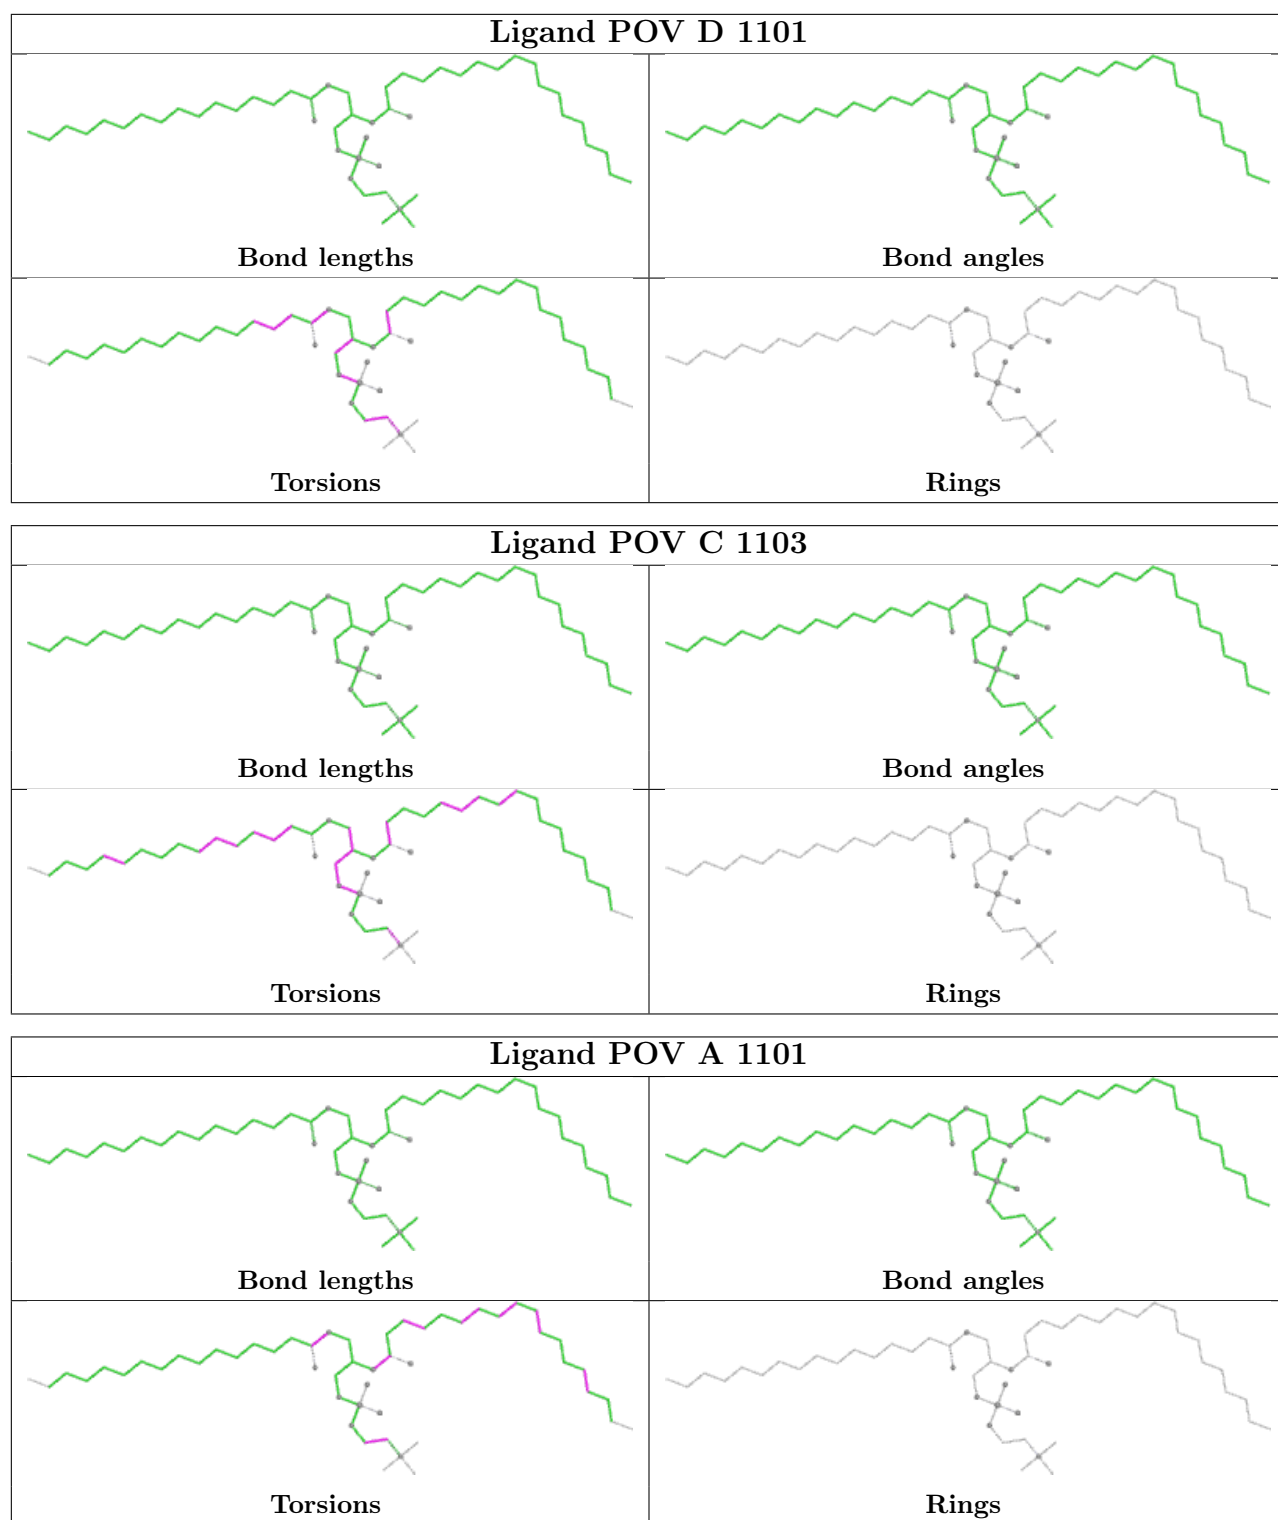 Ligand POV D 1101
Bond lengths
Bond angles
Torsions
Rings
Ligand POV C 1103
Bond lengths
Bond angles
Torsions
Rings
Ligand POV A 1101
Bond lengths
Bond angles
Torsions
Rings